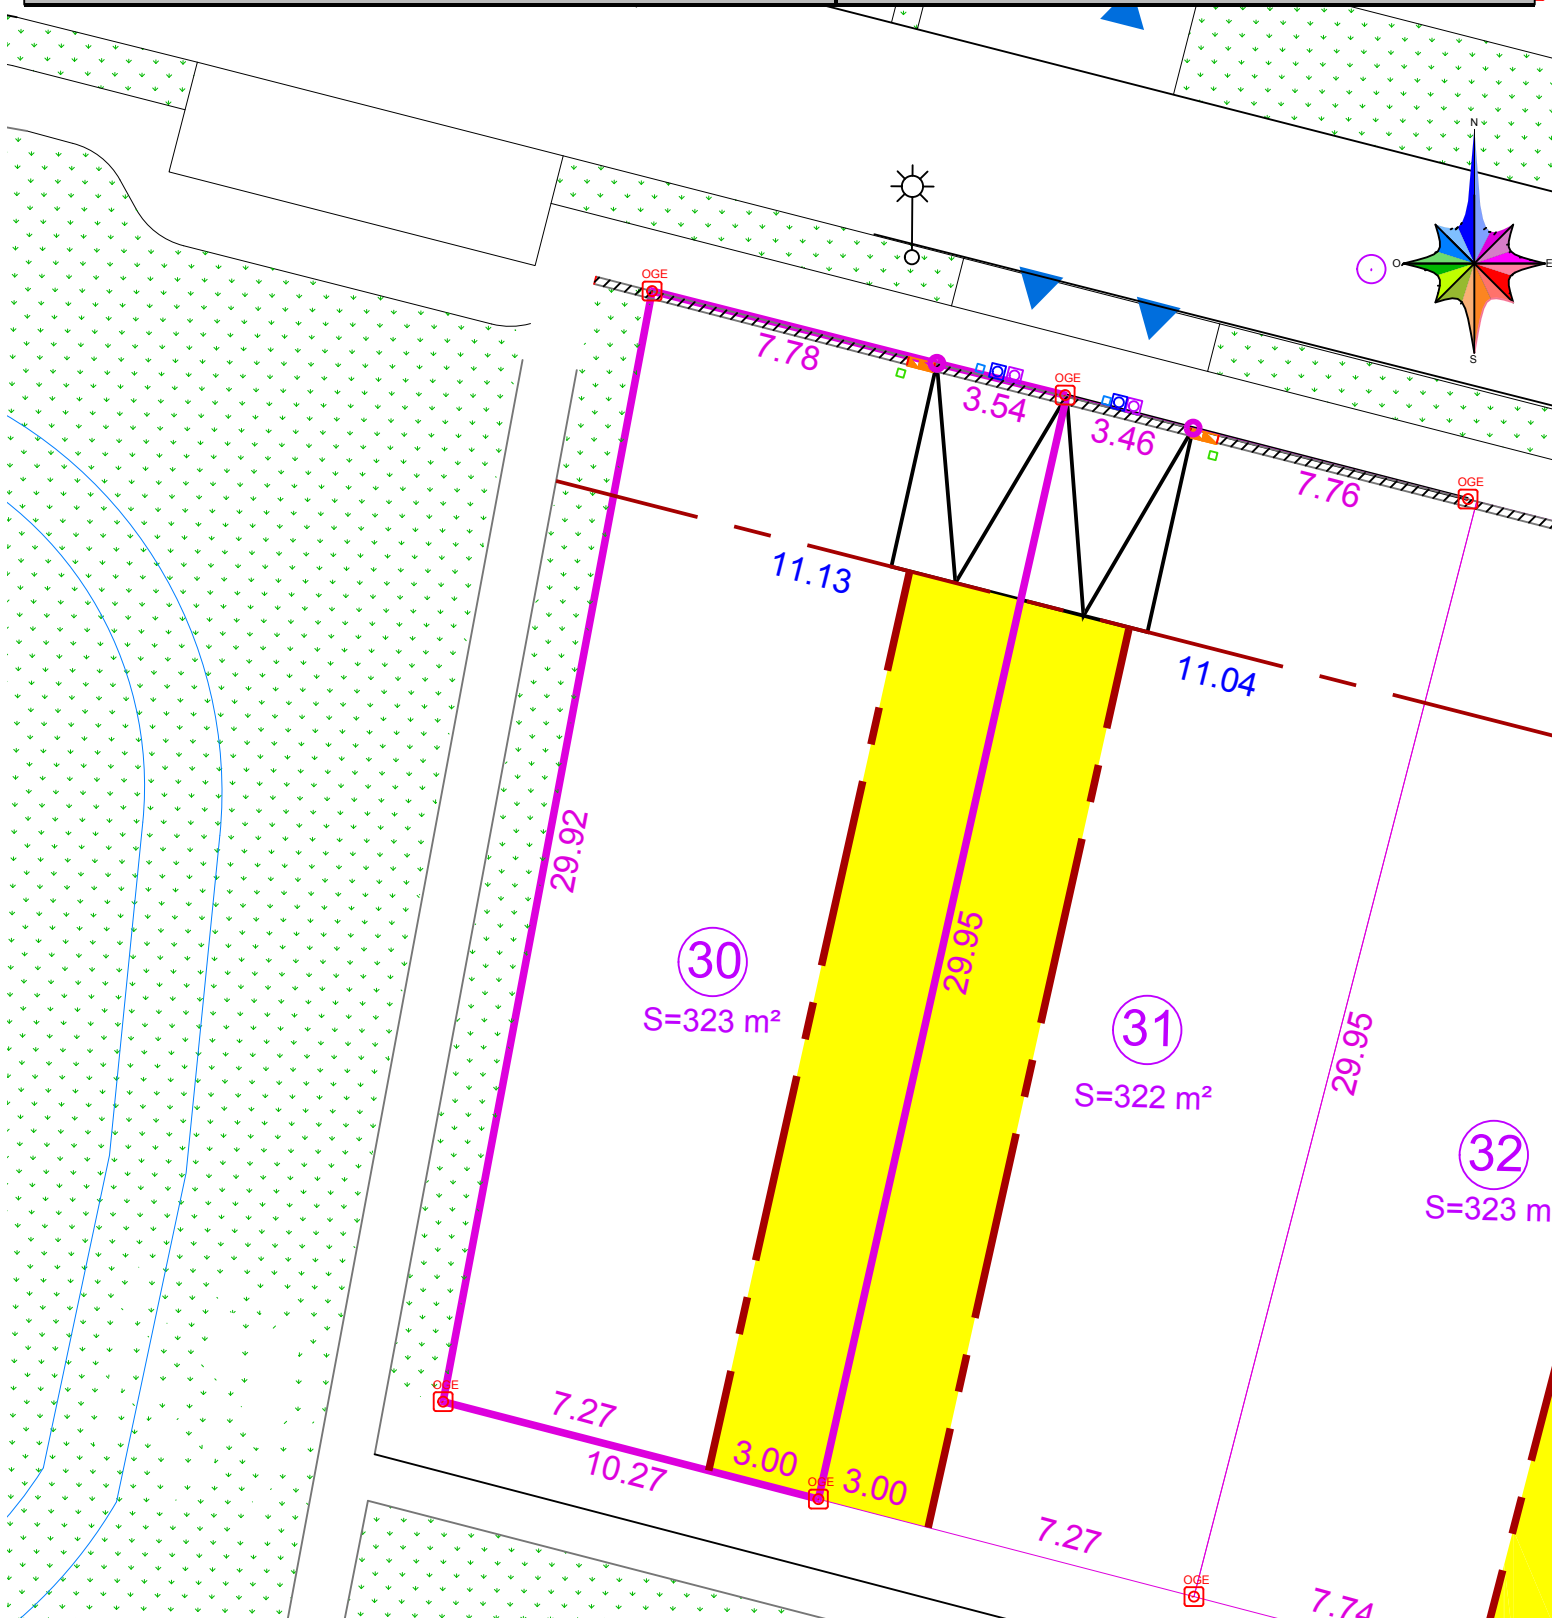 N
O
E
S
OGE
7.78
3.54
OGE
3.46
7.76
OGE
11.13
11.04
29.92
29.95
29.95
30
S=323 m²
31
S=322 m²
32
S=323 m
OGE
7.27
10.27
3.00
OGE
3.00
7.27
OGE
7.74